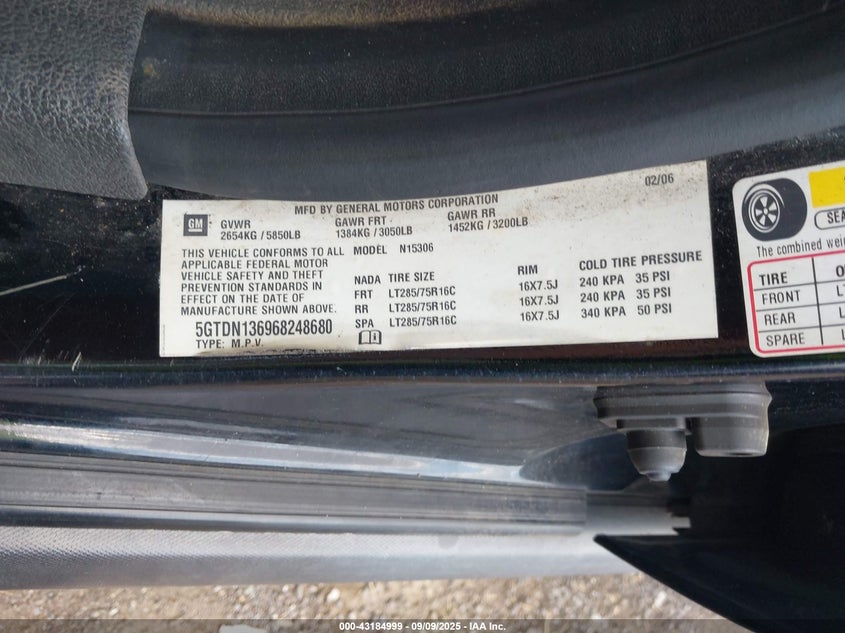 MFD BY GENERAL MOTORS CORPORATION
02/06
GM
GVWR
GAWR FRT
GAWR RR
2654KG / 5850LB
1384KG / 3050LB
1452KG / 3200LB
THIS VEHICLE CONFORMS TO ALL
APPLICABLE FEDERAL MOTOR
VEHICLE SAFETY AND THEFT
PREVENTION STANDARDS IN
EFFECT ON THE DATE OF
MANUFACTURE SHOWN ABOVE.
5GTDN136968248680
TYPE: M.P.V.
MODEL N15306
NADA TIRE SIZE RIM COLD TIRE PRESSURE
FRT LT285/75R16C 16X7.5J 240 KPA 35 PSI
RR LT285/75R16C 16X7.5J 240 KPA 35 PSI
SPA LT285/75R16C 16X7.5J 340 KPA 50 PSI
The combined
TIRE
FRONT
REAR
SPARE
000-43184999 - 09/09/2025 - IAA Inc.